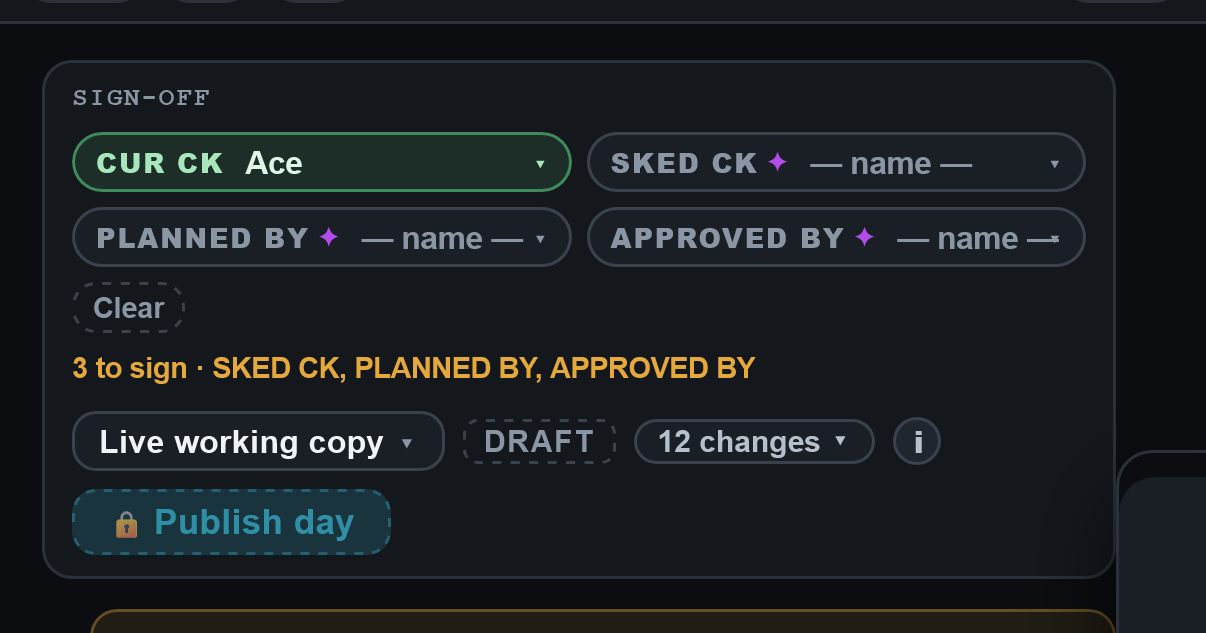 SIGN-OFF
CUR CK Ace ▾ SKED CK ✦ — name — ▾
PLANNED BY ✦ — name — ▾ APPROVED BY ✦ — name — ▾
Clear
3 to sign · SKED CK, PLANNED BY, APPROVED BY
Live working copy ▾ DRAFT 12 changes ▾ i
🔒 Publish day